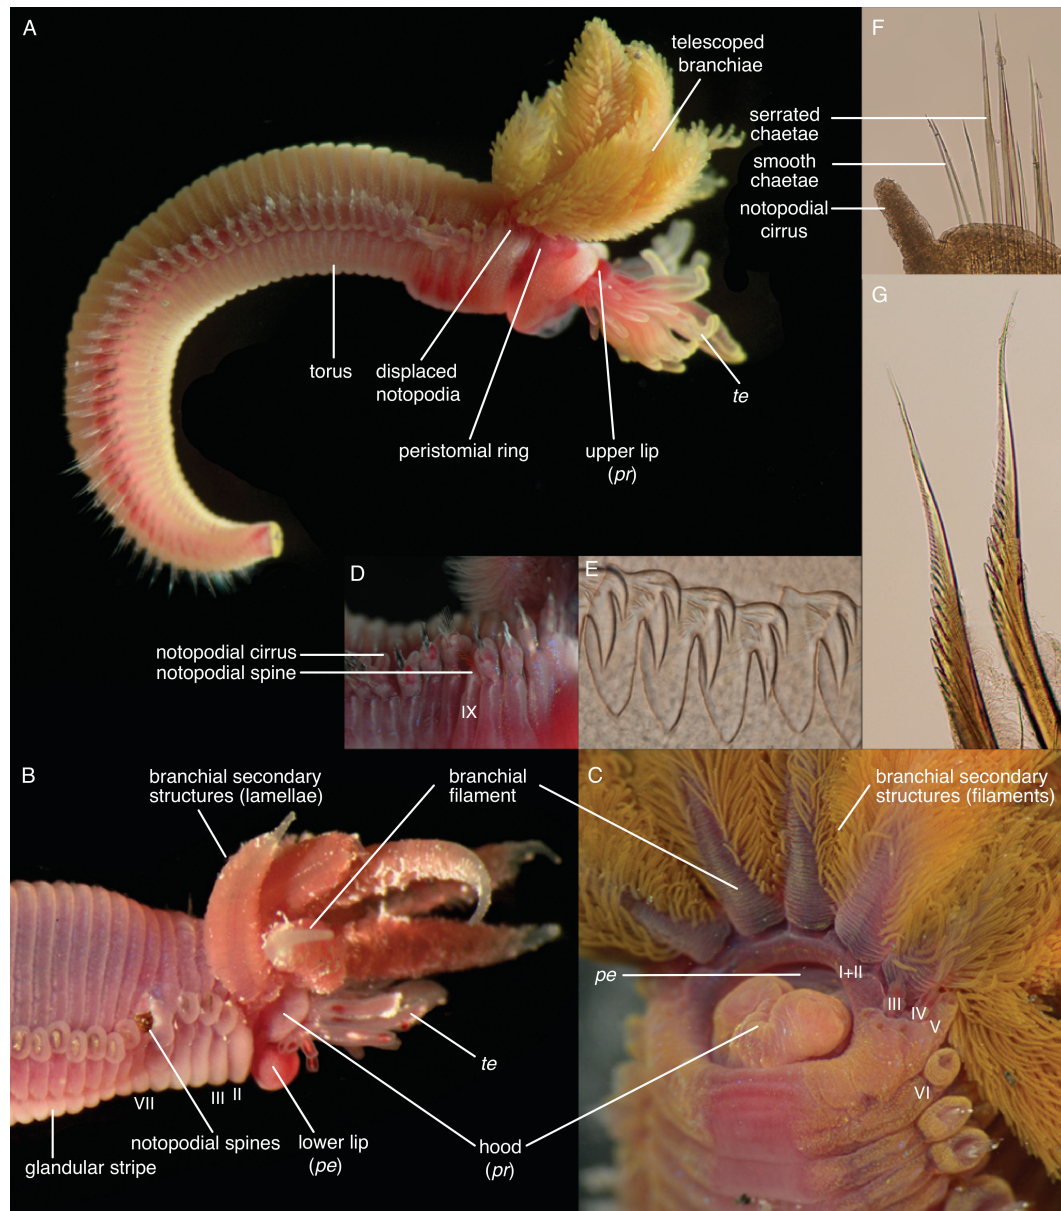 A
telescoped
branchiae
torus
displaced
notopodia
peristomial ring
upper lip
(pr)
te
F
serrated
chaetae
smooth
chaetae
notopodial
cirrus
G
D
notopodial cirrus
notopodial spine
IX
E
B
branchial secondary
structures (lamellae)
branchial
filament
te
VII
III
II
notopodial spines
glandular stripe
lower lip
(pe)
hood
(pr)
C
branchial secondary
structures (filaments)
pe
I+II
III
IV
V
VI